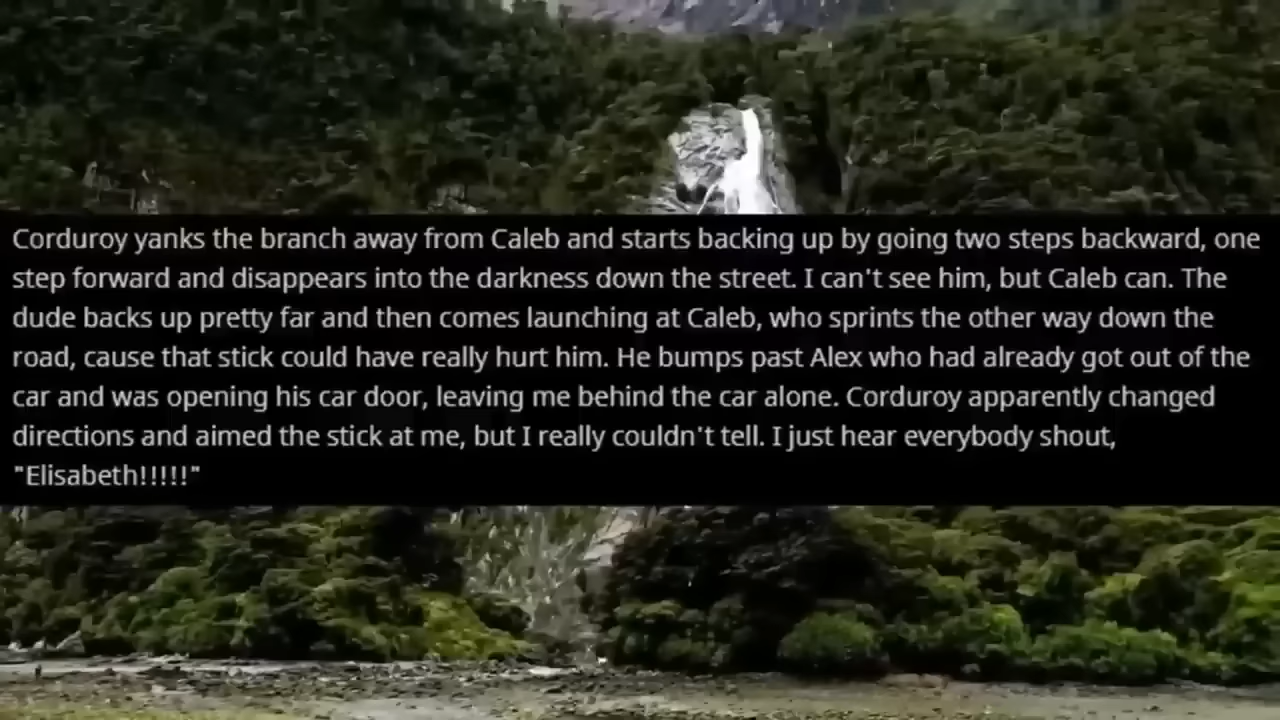 Corduroy yanks the branch away from Caleb and starts backing up by going two steps backward, one
step forward and disappears into the darkness down the street. I can't see him, but Caleb can. The
dude backs up pretty far and then comes launching at Caleb, who sprints the other way down the
road, cause that stick could have really hurt him. He bumps past Alex who had already got out of the
car and was opening his car door, leaving me behind the car alone. Corduroy apparently changed
directions and aimed the stick at me, but I really couldn't tell. I just hear everybody shout,
"Elisabeth!!!!!"